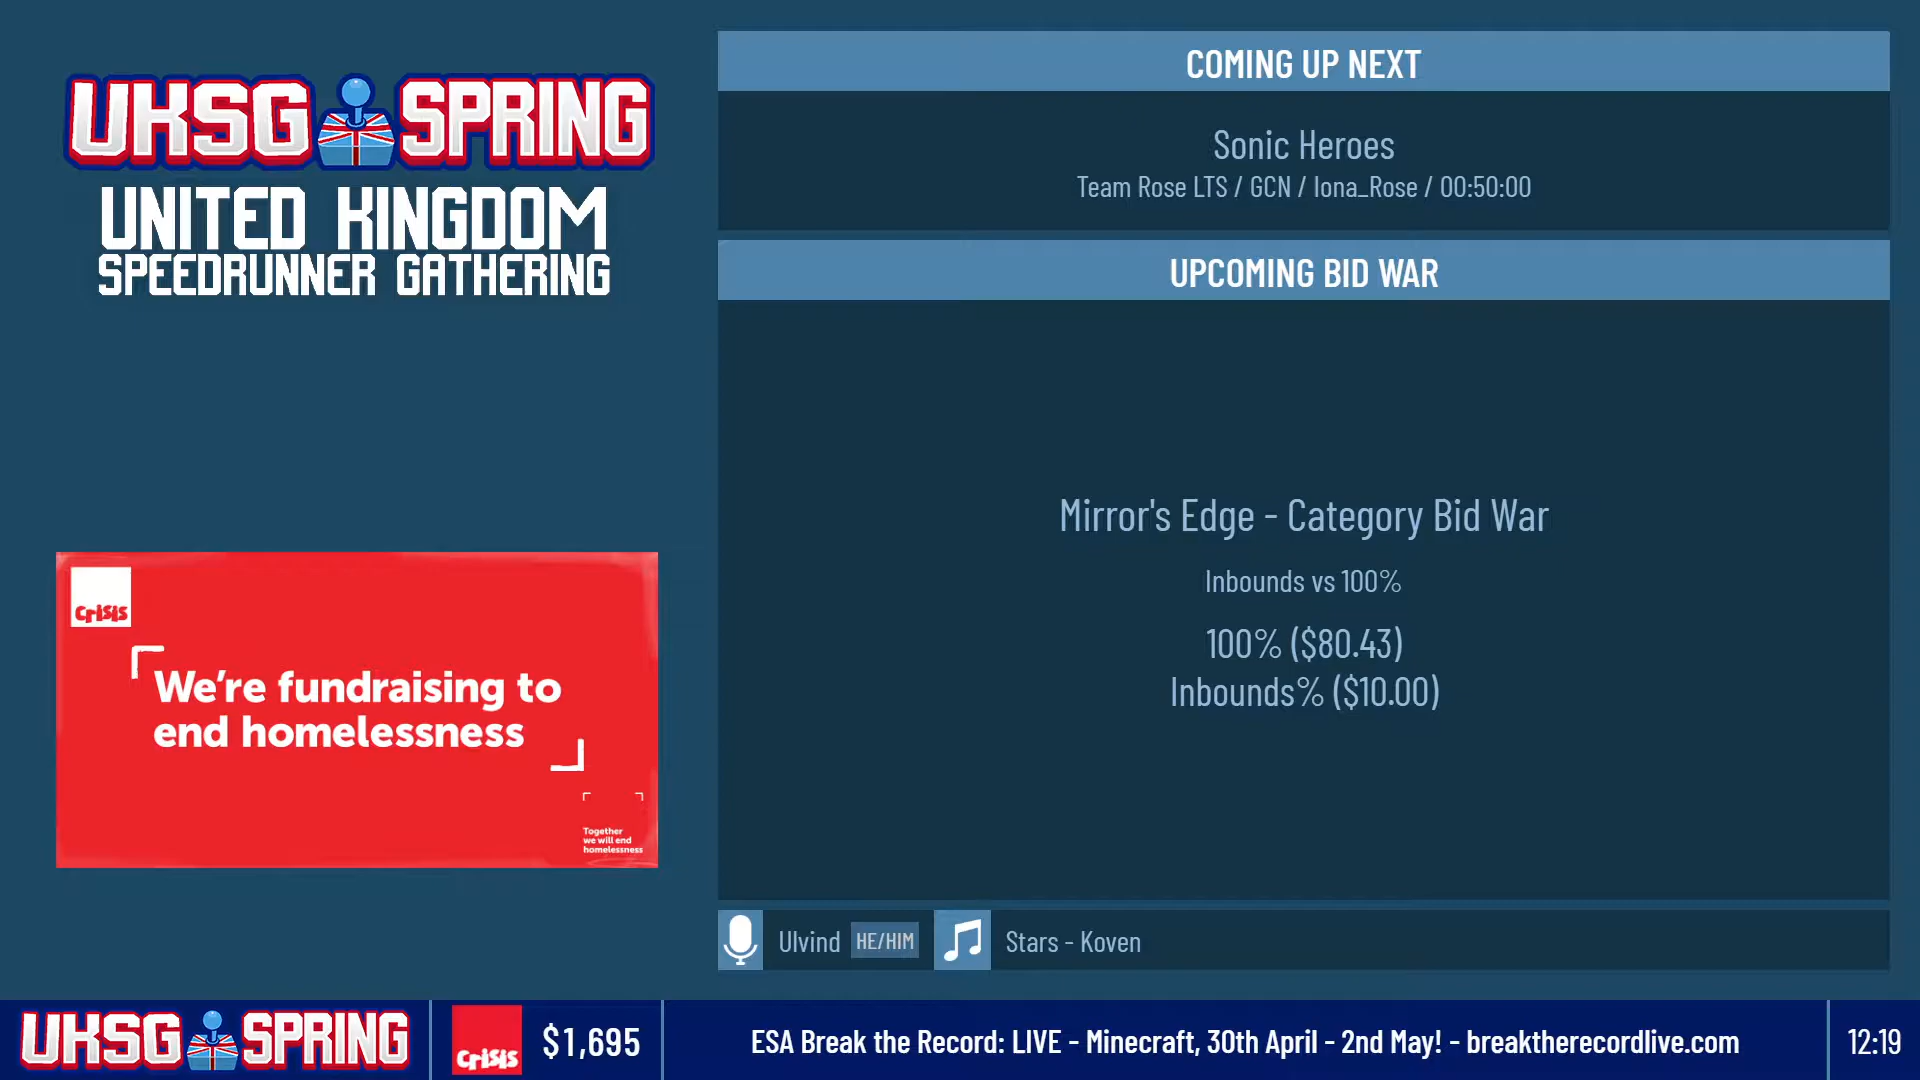 UKSG SPRING
UNITED KINGDOM
SPEEDRUNNER GATHERING
COMING UP NEXT
Sonic Heroes
Team Rose LTS / GCN / Iona_Rose / 00:50:00
UPCOMING BID WAR
Mirror's Edge - Category Bid War
Inbounds vs 100%
100% ($80.43)
Inbounds% ($10.00)
Crisis
We're fundraising to
end homelessness
Together
we will end
homelessness
Ulvind HE/HIM Stars - Koven
UKSG SPRING Crisis $1,695 ESA Break the Record: LIVE - Minecraft, 30th April - 2nd May! - breaktherecordlive.com 12:19